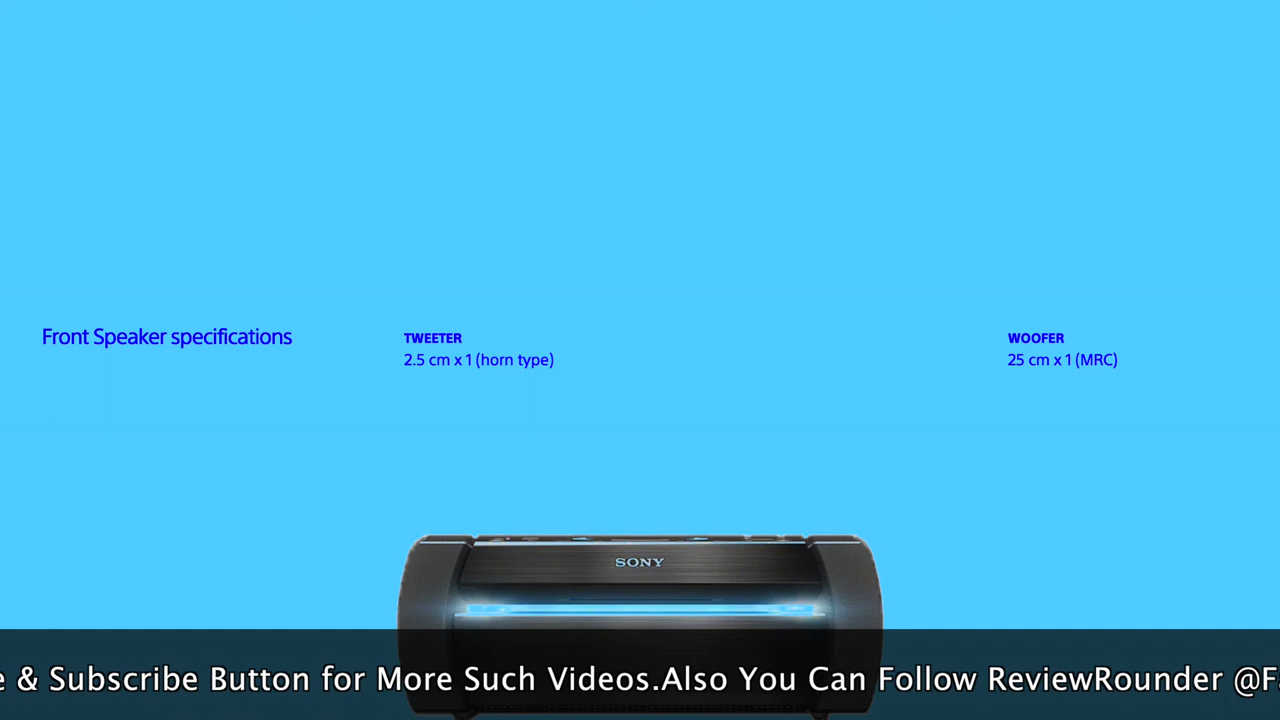 Front Speaker specifications
TWEETER
2.5 cm x 1 (horn type)
WOOFER
25 cm x 1 (MRC)
SONY
& Subscribe Button for More Such Videos.Also You Can Follow ReviewRounder